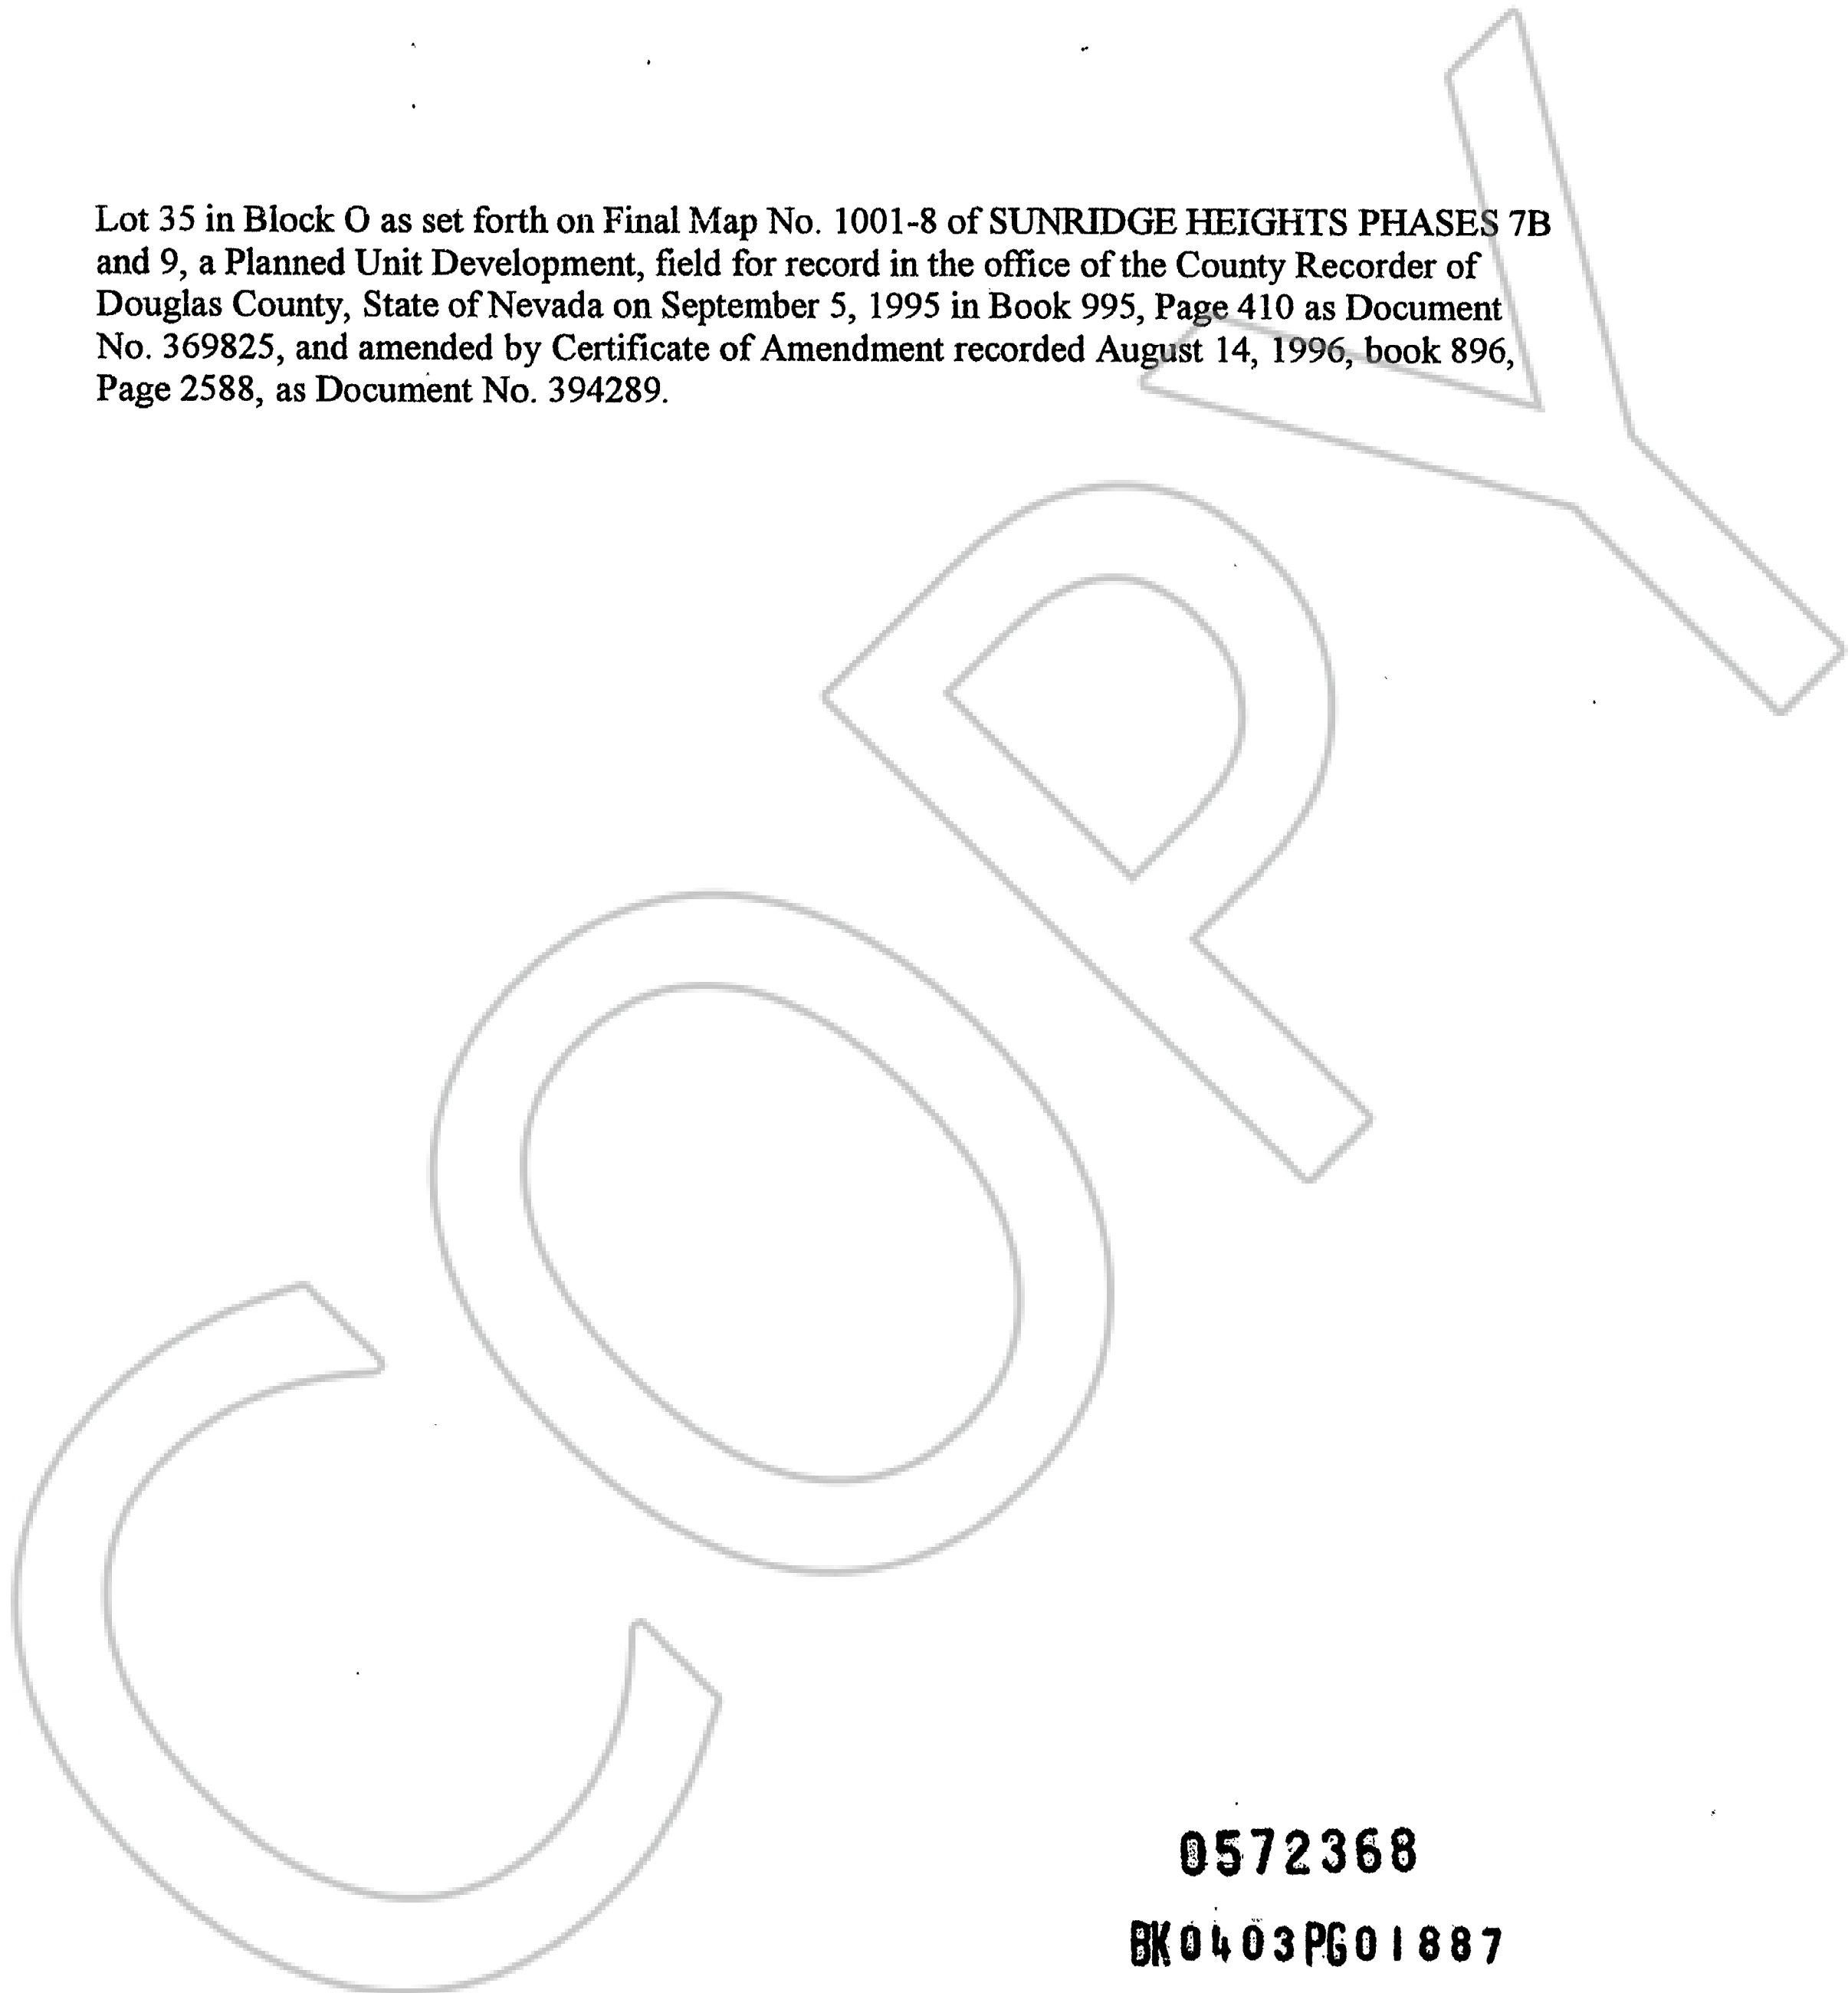 Lot 35 in Block O as set forth on Final Map No. 1001-8 of SUNRIDGE HEIGHTS PHASES 7B
and 9, a Planned Unit Development, field for record in the office of the County Recorder of
Douglas County, State of Nevada on September 5, 1995 in Book 995, Page 410 as Document
No. 369825, and amended by Certificate of Amendment recorded August 14, 1996, book 896,
Page 2588, as Document No. 394289.
COPY
0572368
BK0403PG01887